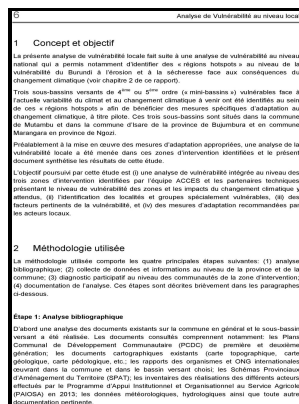 6
Analyse de Vulnérabilité au niveau local
1 Concept et objectif
La présente analyse de vulnérabilité locale fait suite à une analyse de vulnérabilité au niveau
national qui a permis notamment d'identifier des « régions hotspots » au niveau de la
vulnérabilité du Burundi à l'érosion et à la sécheresse face aux conséquences du
changement climatique (voir chapitre 2 de ce rapport).
Trois sous-bassins versants de 4ème ou 5ème ordre (« mini-bassins ») vulnérables face à
l'actuelle variabilité du climat et au changement climatique à venir ont été identifiés au sein
de ces « régions hotspots » afin de bénéficier des mesures spécifiques d'adaptation au
changement climatique, à titre pilote. Ces trois sous-bassins sont situés dans la commune
de Mutambu et dans la commune d'Isare de la province de Bujumbura et en commune
Marangara en province de Ngozi.
Préalablement à la mise en œuvre des mesures d'adaptation appropriées, une analyse de la
vulnérabilité locale a été menée dans ces zones d'intervention identifiées et le présent
document synthétise les résultats de cette étude.
L'objectif poursuivi par cette étude est (i) une analyse de vulnérabilité intégrée au niveau des
trois zones d'intervention identifiées par l'équipe ACCES et les partenaires techniques
présentant le niveau de vulnérabilité des zones et les impacts du changement climatique y
attendus, (ii) l'identification des localités et groupes spécialement vulnérables, (iii) des
facteurs pertinents de la vulnérabilité, et (iv) des mesures d'adaptation recommandées par
les acteurs locaux.
2 Méthodologie utilisée
La méthodologie utilisée comporte les quatre principales étapes suivantes: (1) analyse
bibliographique; (2) collecte de données et informations au niveau de la province et de la
commune; (3) diagnostic participatif au niveau des communautés de la zone d'intervention;
(4) documentation de l'analyse. Ces étapes sont décrites brièvement dans les paragraphes
ci-dessous.
Étape 1: Analyse bibliographique
D'abord une analyse des documents existants sur la commune en général et le sous-bassin
versant a été réalisée. Les documents consultés comprennent notamment: les Plans
Communal de Développement Communautaire (PCDC) de première et deuxième
génération; les documents cartographiques existants (carte topographique, carte
géologique, carte pédologique, etc.; les rapports des organismes et ONG internationales
œuvrant dans la commune et dans le bassin versant choisi; les Schémas Provinciaux
d'Aménagement du Territoire (SPAT); les inventaires des réalisations des différents acteurs
effectués par le Programme d'Appui Institutionnel et Organisationnel au Service Agricole
(PAIOSA) en 2013; les données météorologiques, hydrologiques ainsi que toute autre
documentation pertinente.